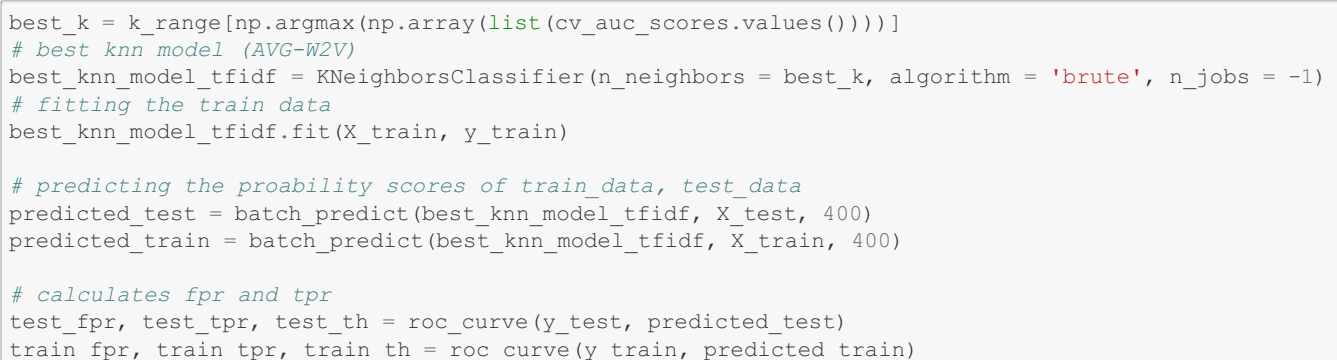 best_k = k_range[np.argmax(np.array(list(cv_auc_scores.values())))]
# best knn model (AVG-W2V)
best_knn_model_tfidf = KNeighborsClassifier(n_neighbors = best_k, algorithm = 'brute', n_jobs = -1)
# fitting the train data
best_knn_model_tfidf.fit(X_train, y_train)
# predicting the proability scores of train_data, test_data
predicted_test = batch_predict(best_knn_model_tfidf, X_test, 400)
predicted_train = batch_predict(best_knn_model_tfidf, X_train, 400)
# calculates fpr and tpr
test_fpr, test_tpr, test_th = roc_curve(y_test, predicted_test)
train_fpr, train_tpr, train_th = roc_curve(y_train, predicted_train)